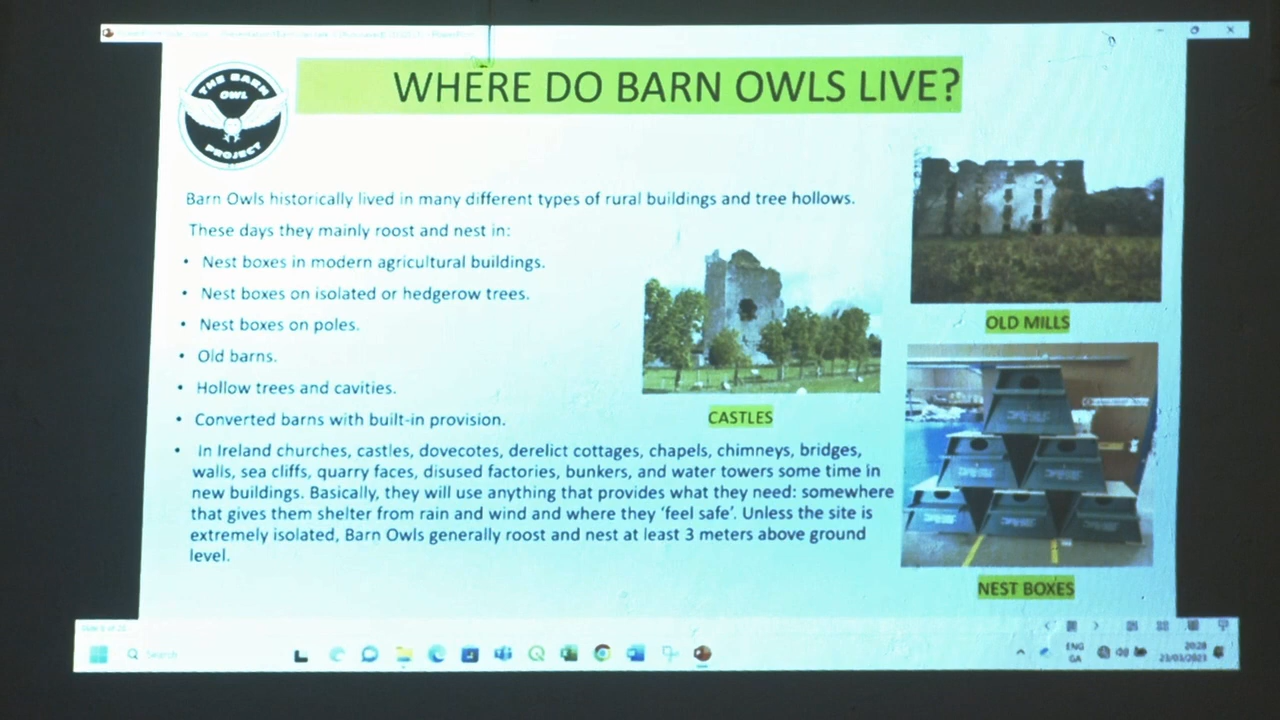 WHERE DO BARN OWLS LIVE?
THE BARN
OWL
PROJECT
Barn Owls historically lived in many different types of rural buildings and tree hollows.
These days they mainly roost and nest in:
• Nest boxes in modern agricultural buildings.
• Nest boxes on isolated or hedgerow trees.
• Nest boxes on poles.
• Old barns.
• Hollow trees and cavities.
• Converted barns with built-in provision.
• In Ireland churches, castles, dovecotes, derelict cottages, chapels, chimneys, bridges,
walls, sea cliffs, quarry faces, disused factories, bunkers, and water towers some time in
new buildings. Basically, they will use anything that provides what they need: somewhere
that gives them shelter from rain and wind and where they ‘feel safe’. Unless the site is
extremely isolated, Barn Owls generally roost and nest at least 3 meters above ground
level.
CASTLES
OLD MILLS
NEST BOXES
Search
ENG
GA
20:28
23/03/2023